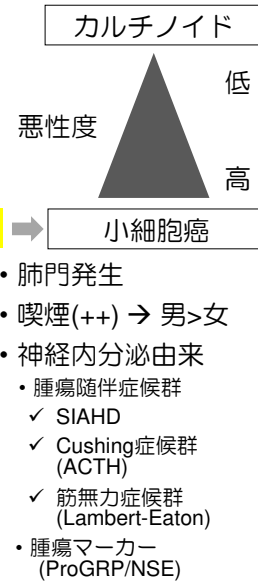 カルチノイド
低
悪性度
高
小細胞癌
• 肺門発生
• 喫煙(++) → 男>女
• 神経内分泌由来
• 腫瘍随伴症候群
✓ SIAHD
✓ Cushing症候群
(ACTH)
✓ 筋無力症候群
(Lambert-Eaton)
• 腫瘍マーカー
(ProGRP/NSE)